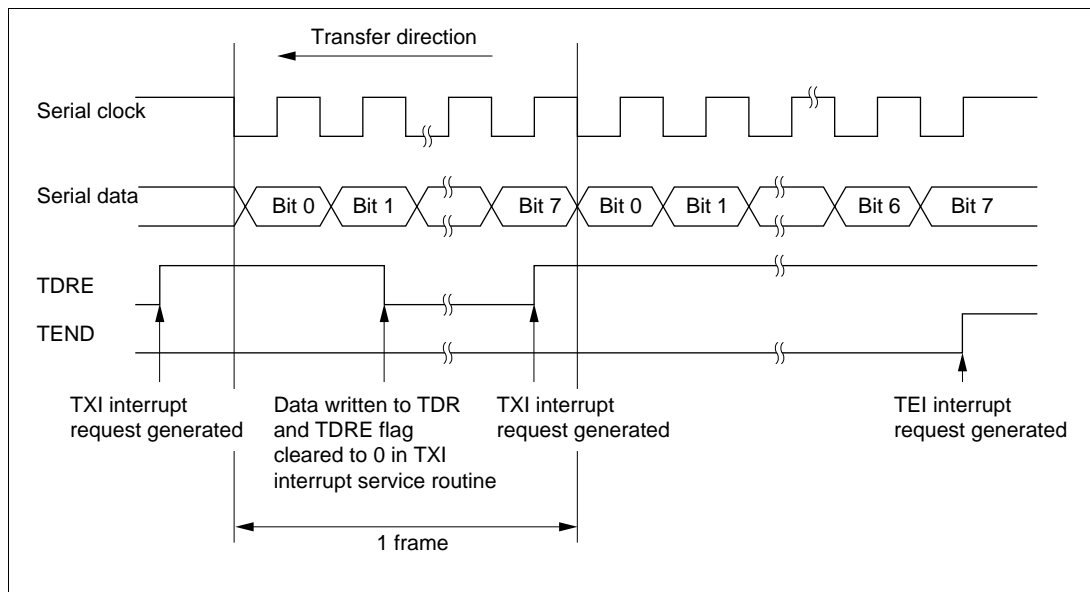 Transfer direction
Serial clock
Serial data
Bit 0
Bit 1
Bit 7
Bit 0
Bit 1
Bit 6
Bit 7
TDRE
TEND
TXI interrupt
request generated
Data written to TDR
and TDRE flag
cleared to 0 in TXI
interrupt service routine
TXI interrupt
request generated
TEI interrupt
request generated
1 frame